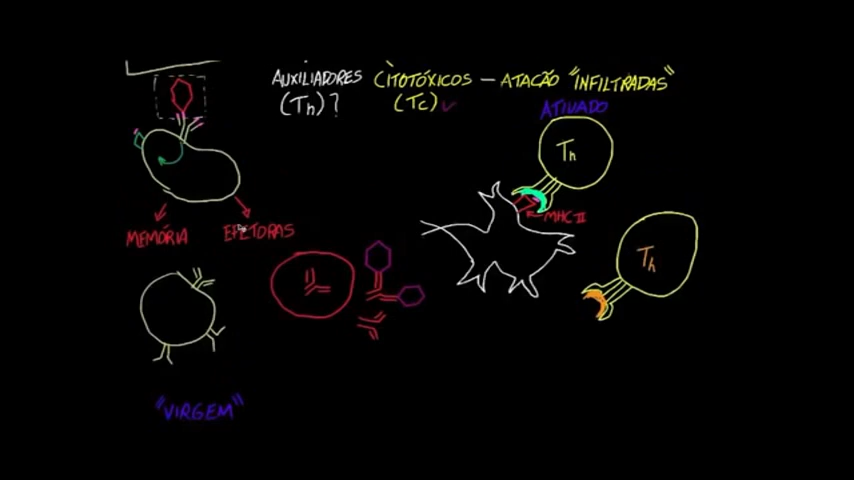 AUXILIADORES CITOTÓXICOS — ATACÃO "INFILTRADAS"
(Th)? (Tc) ✓
ATIVADO
Th
MHC II
MEMÓRIA EFETORAS
Th
"VIRGEM"